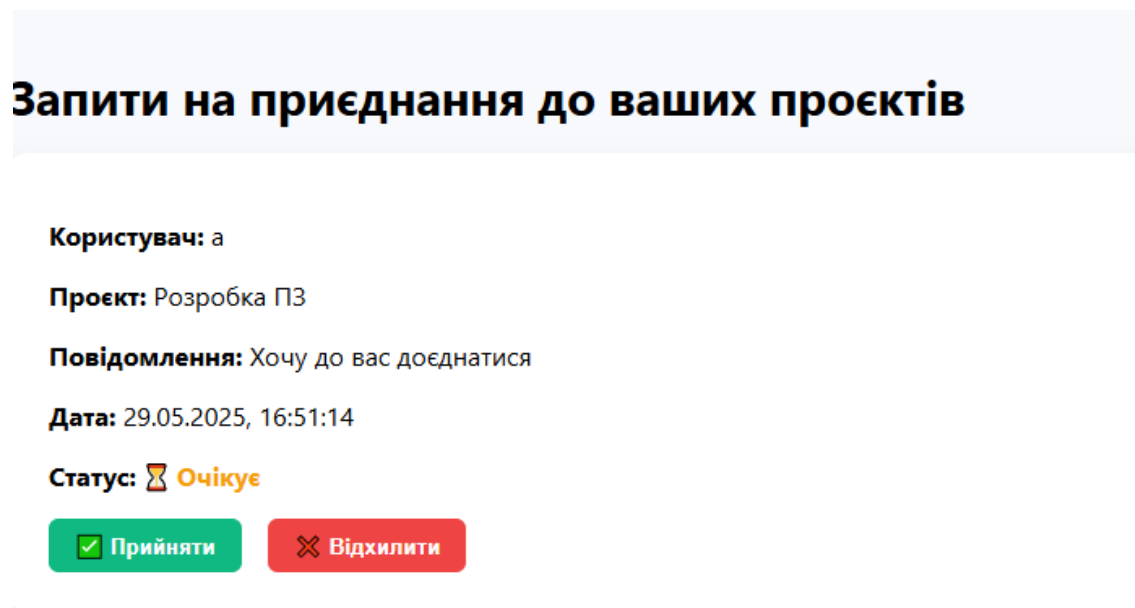 Запити на приєднання до ваших проєктів
Користувач: a
Проєкт: Розробка ПЗ
Повідомлення: Хочу до вас доєднатися
Дата: 29.05.2025, 16:51:14
Статус: ⏳ Очікує
✅ Прийняти ❌ Відхилити